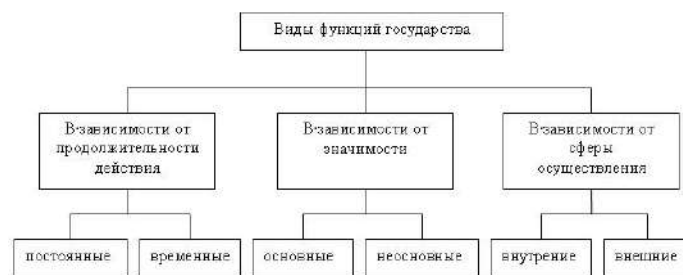 Виды функций государства
В зависимости от
продолжительности
действия
В зависимости от
значимости
В зависимости от
сферы
осуществления
постоянные
временные
основные
неосновные
внутрение
внешние